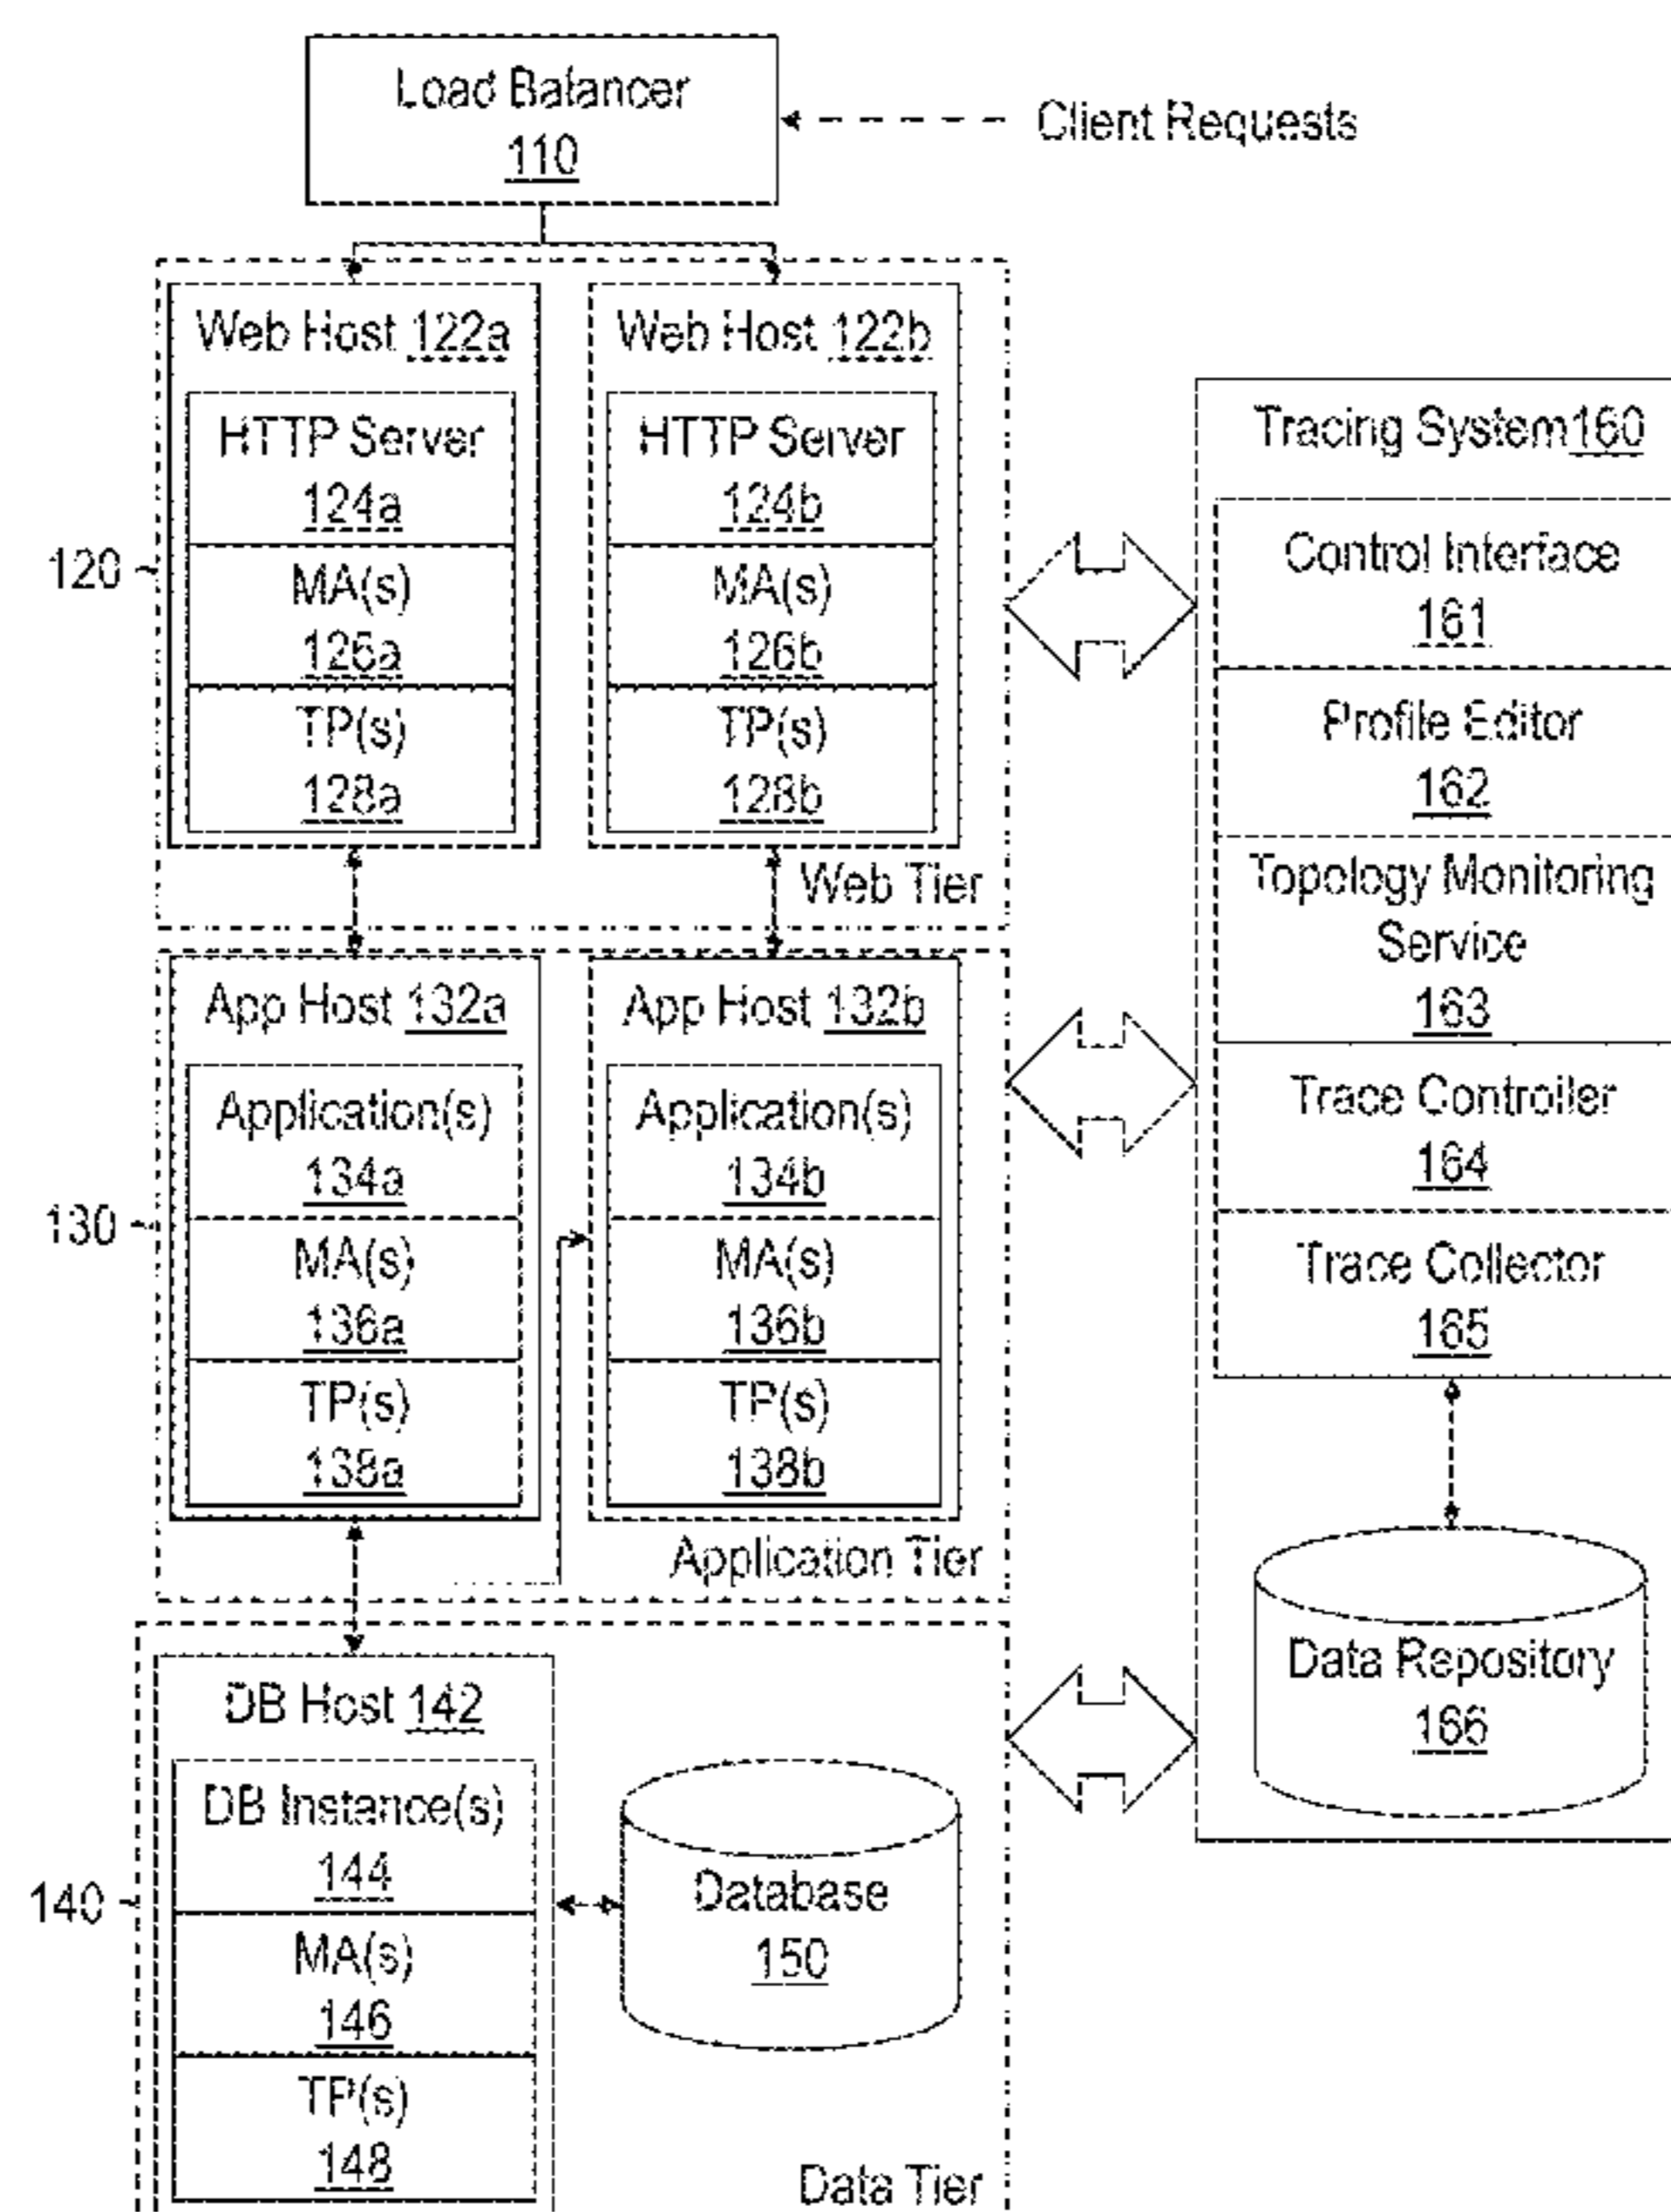 Load Balancer
110
Client Requests
120
Web Host 122a
HTTP Server
124a
MA(s)
126a
TP(s)
128a
Web Host 122b
HTTP Server
124b
MA(s)
126b
TP(s)
128b
Web Tier
130
App Host 132a
Application(s)
134a
MA(s)
136a
TP(s)
138a
App Host 132b
Application(s)
134b
MA(s)
136b
TP(s)
138b
Application Tier
140
DB Host 142
DB Instance(s)
144
MA(s)
146
TP(s)
148
Database
150
Data Tier
Tracing System160
Control Interface
161
Profile Editor
162
Topology Monitoring
Service
163
Trace Controller
164
Trace Collector
165
Data Repository
166